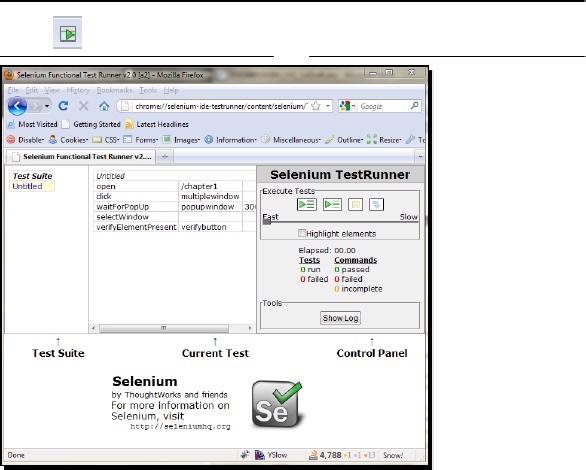 Selenium Functional Test Runner v2.0 [a2] - Mozilla Firefox
File Edit View History Bookmarks Tools Help
chrome://selenium-ide-testrunner/content/selenium/ Google
Most Visited Getting Started Latest Headlines
Disable Cookies CSS Forms Images Information Miscellaneous Outline Resize
Selenium Functional Test Runner v2....
Test Suite
Untitled
Untitled
open /chapter1
click multiplewindow
waitForPopUp popupwindow
selectWindow
verifyElementPresent verifybutton
Selenium TestRunner
Execute Tests
Fast Slow
Highlight elements
Elapsed: 00.00
Tests Commands
0 run 0 passed
0 failed 0 failed
0 incomplete
Tools
Show Log
Test Suite Current Test Control Panel
Selenium
by ThoughtWorks and friends
For more information on
Selenium, visit
http://seleniumhq.org
Se
Done YSlow 4,788 1 1 13 Snow!